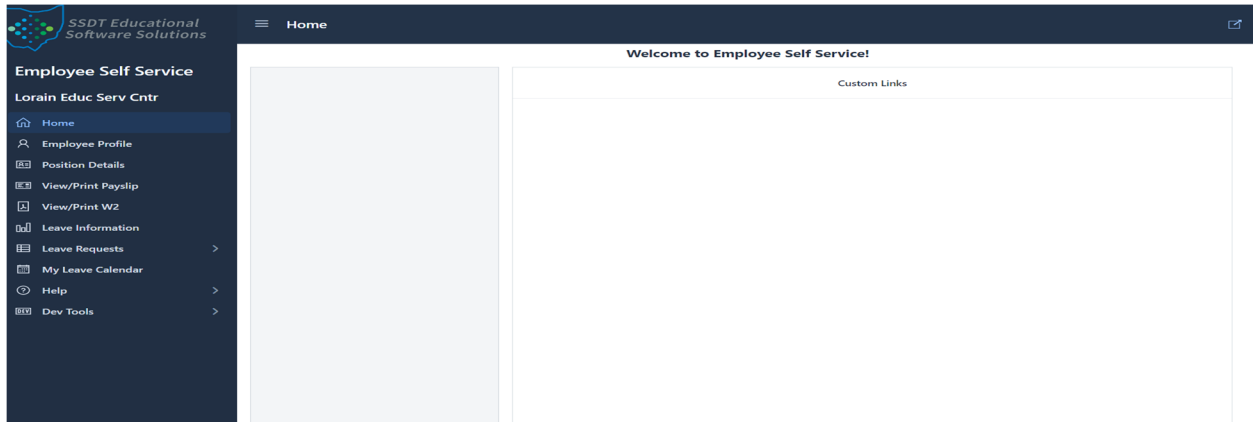 SSDT Educational
Software Solutions
Home
Welcome to Employee Self Service!
Employee Self Service
Lorain Educ Serv Cntr
Custom Links
Home
Employee Profile
Position Details
View/Print Payslip
View/Print W2
Leave Information
Leave Requests
My Leave Calendar
Help
DEV Dev Tools